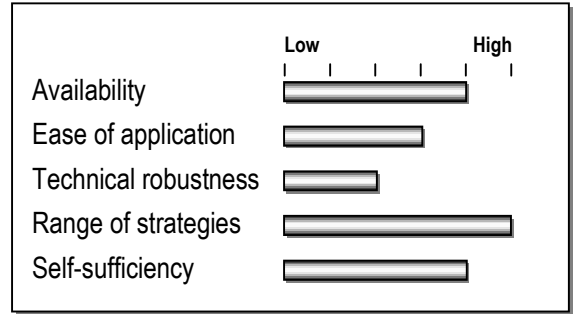 Low High
Availability
Ease of application
Technical robustness
Range of strategies
Self-sufficiency